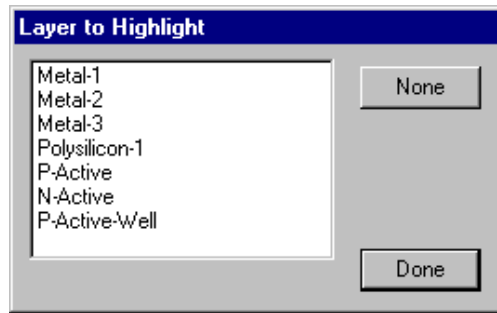 Layer to Highlight
Metal-1
Metal-2
Metal-3
Polysilicon-1
P-Active
N-Active
P-Active-Well
None
Done